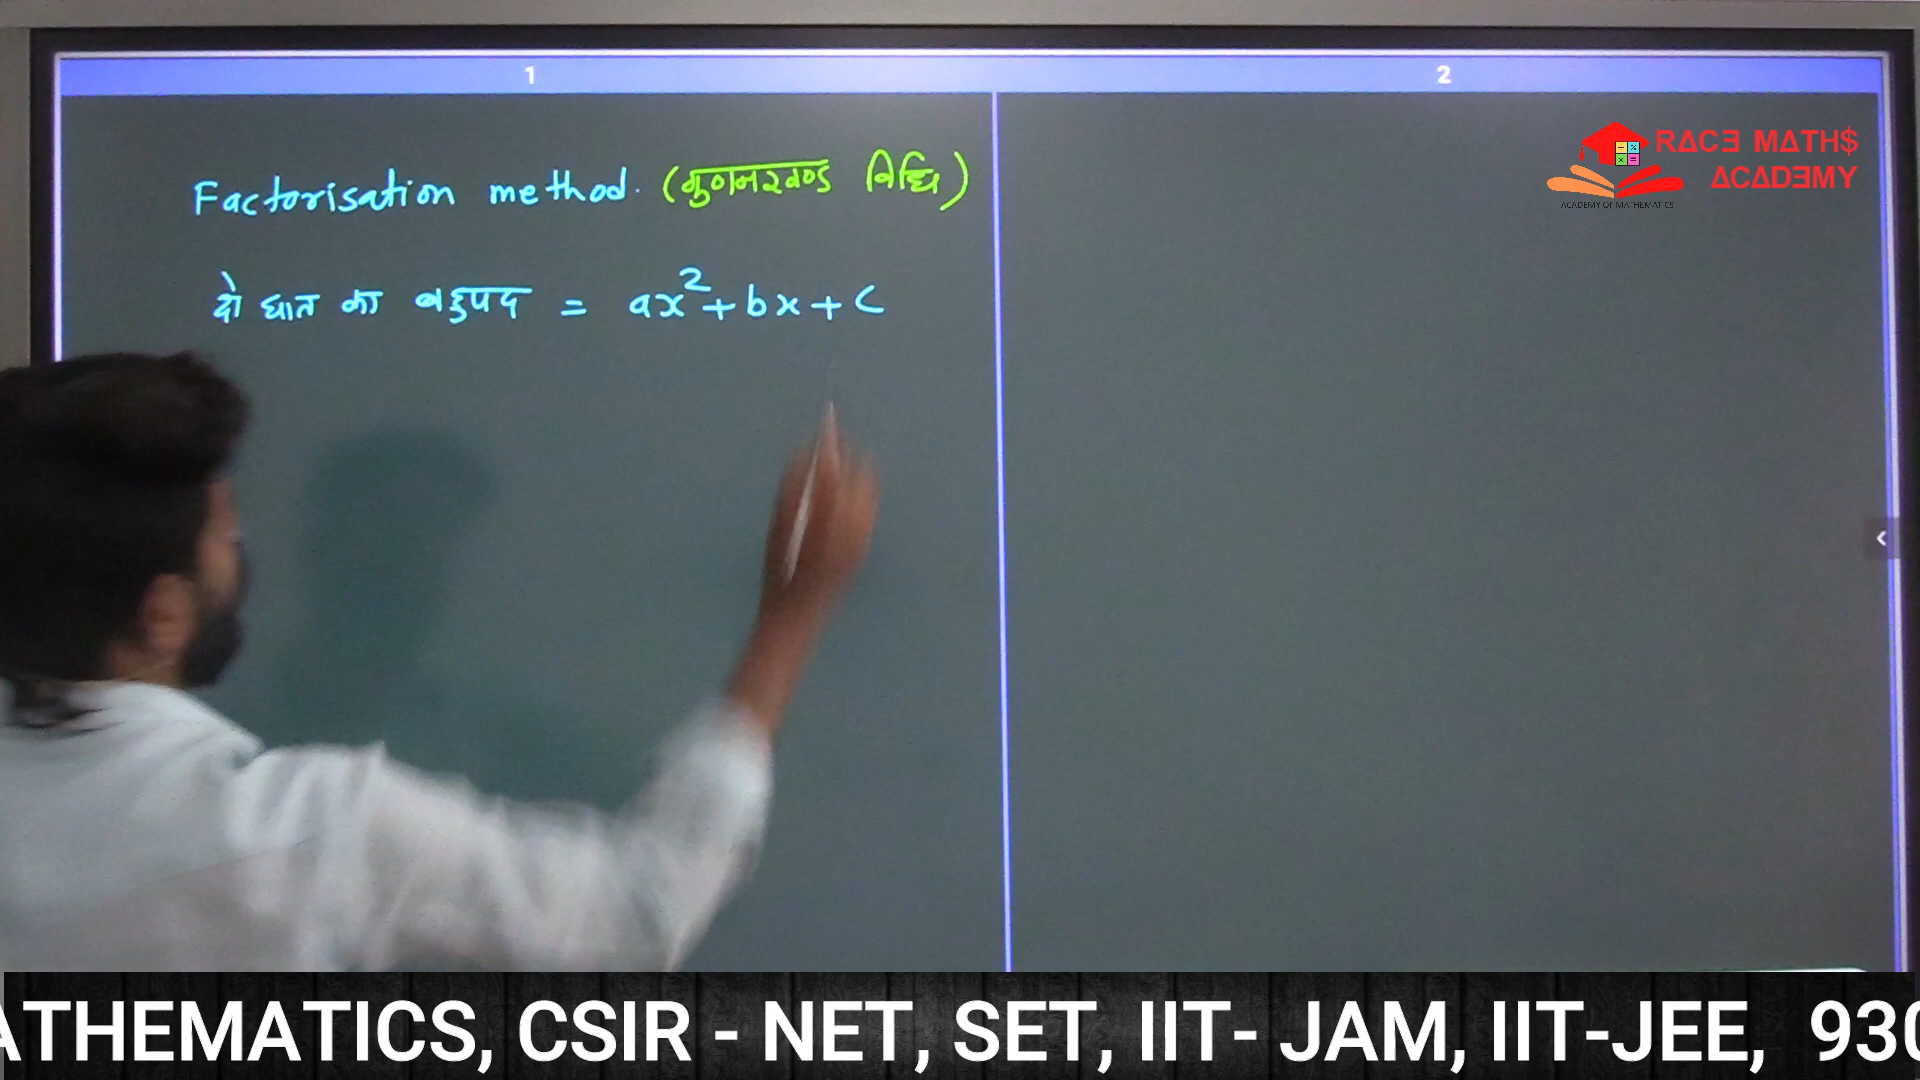 1
2
Factorisation method. (गुणनखण्ड विधि)
RACE MATH$
ACADEMY
ACADEMY OF MATHEMATICS
दो घात का बहुपद = ax²+bx+c
ATHEMATICS, CSIR - NET, SET, IIT- JAM, IIT-JEE, 930